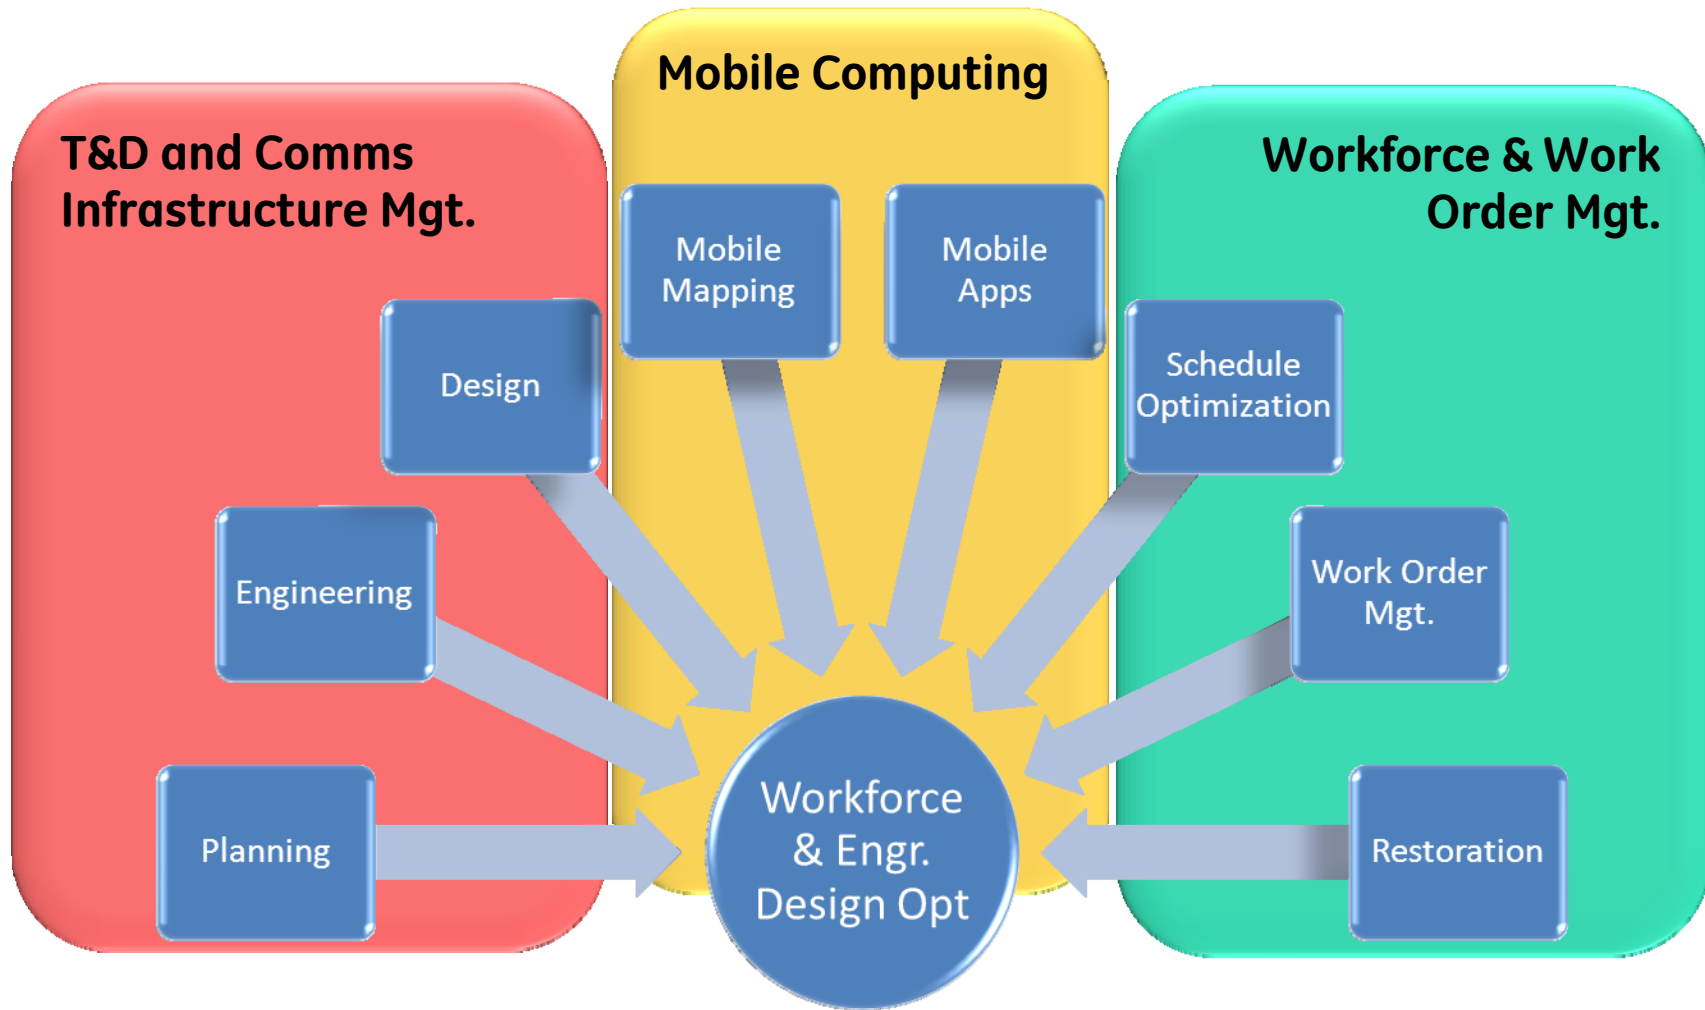 Mobile Computing
T&D and Comms
Infrastructure Mgt.
Workforce & Work
Order Mgt.
Mobile
Mapping
Mobile
Apps
Design
Schedule
Optimization
Engineering
Work Order
Mgt.
Planning
Workforce
& Engr.
Design Opt
Restoration